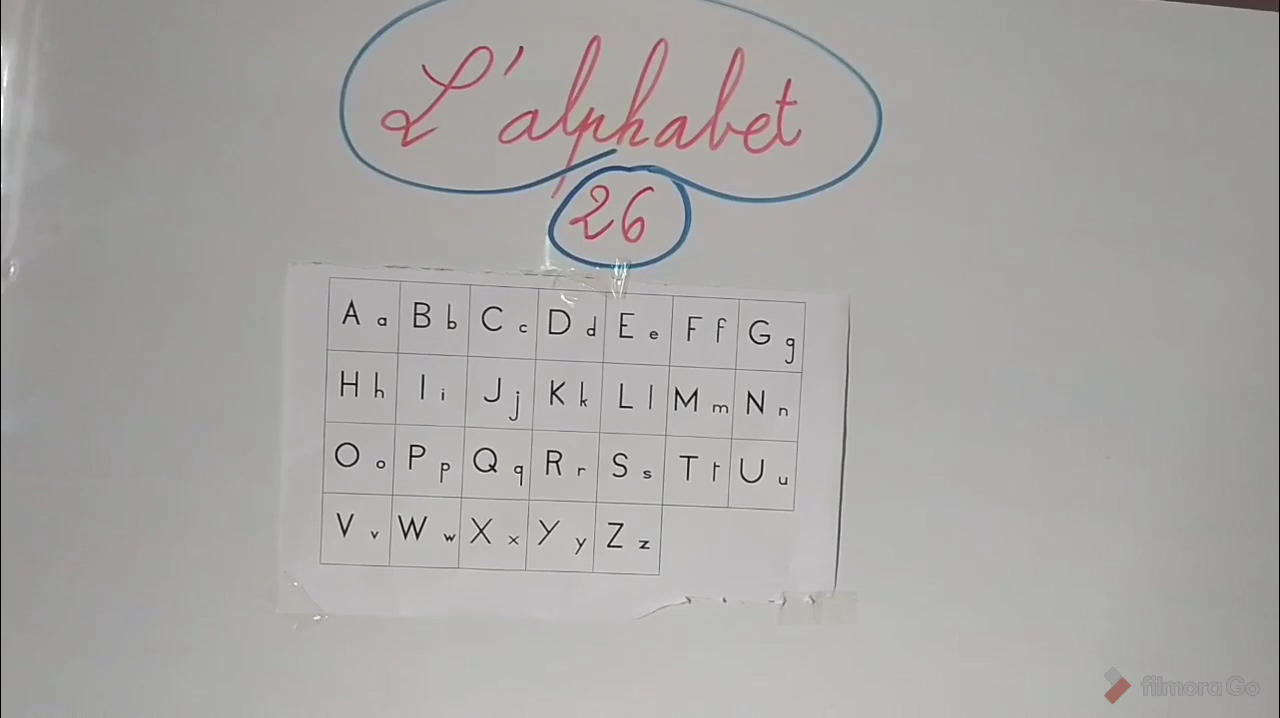 L'alphabet
26
A a B b C c D d E e F f G g
H h I i J j K k L l M m N n
O o P p Q q R r S s T t U u
V v W w X x Y y Z z
filmora Go